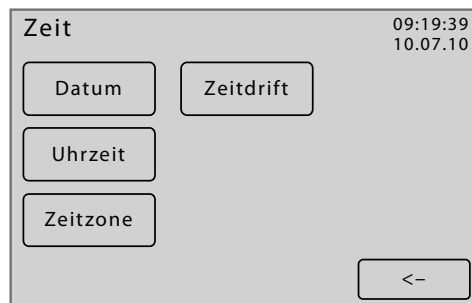 Zeit
09:19:39
10.07.10
Datum
Zeitdrift
Uhrzeit
Zeitzone
<–